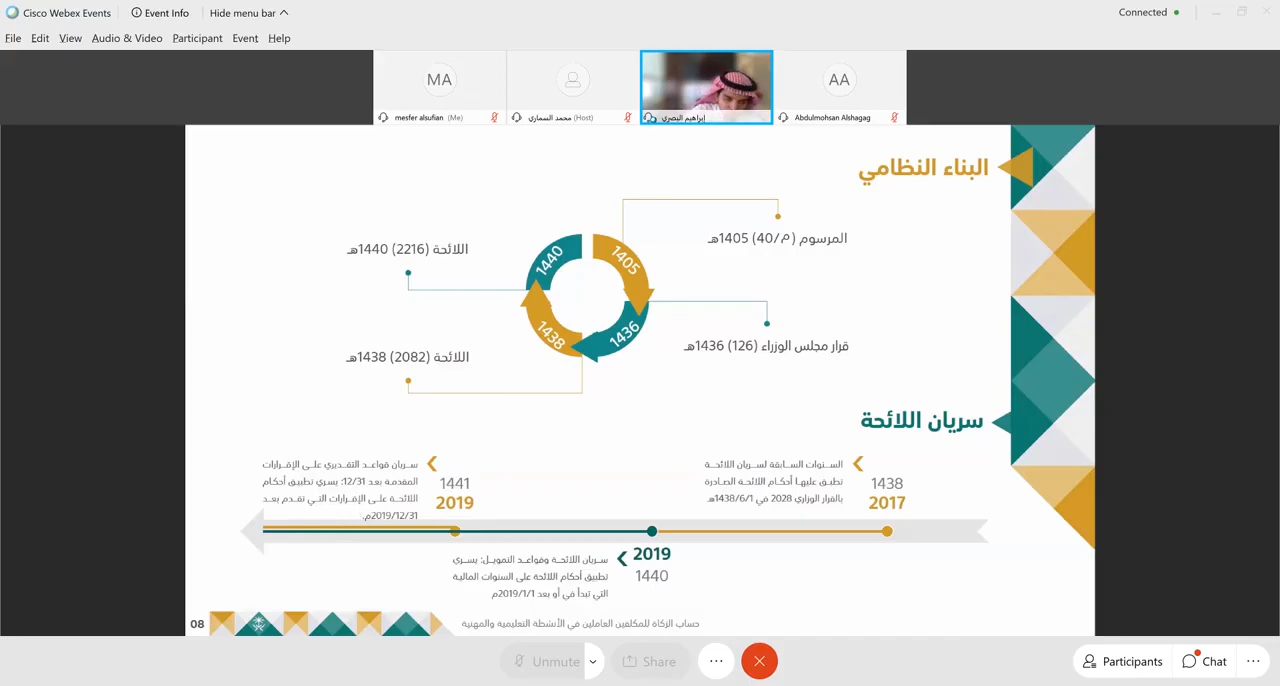 Cisco Webex Events
Event Info
Hide menu bar
Connected
File Edit View Audio & Video Participant Event Help
MA
AA
mesfer alsufian (Me)
محمد السماري (Host)
إبراهيم البصري
Abdulmohsan Alshagag
البناء النظامي
المرسوم (م/40) 1405هـ
اللائحة (2216) 1440هـ
1405
1440
1436
1438
قرار مجلس الوزراء (126) 1436هـ
اللائحة (2082) 1438هـ
سريان اللائحة
1438
2017
السنوات السابقة لسريان اللائحة
تطبق عليها أحكام اللائحة الصادرة
بالقرار الوزاري 2028 في 1438/6/1هـ
2019
1440
سريان اللائحة وقواعد التمويل: يسري
تطبيق أحكام اللائحة على السنوات المالية
التي تبدأ في أو بعد 2019/1/1م
1441
2019
سريان قواعد التقديري على الإقرارات
المقدمة بعد 12/31: يسري تطبيق أحكام
اللائحة على الإقرارات التي تقدم بعد
2019/12/31م.
حساب الزكاة للمكلفين العاملين في الأنشطة التعليمية والمهنية
08
Unmute
Share
Participants
Chat